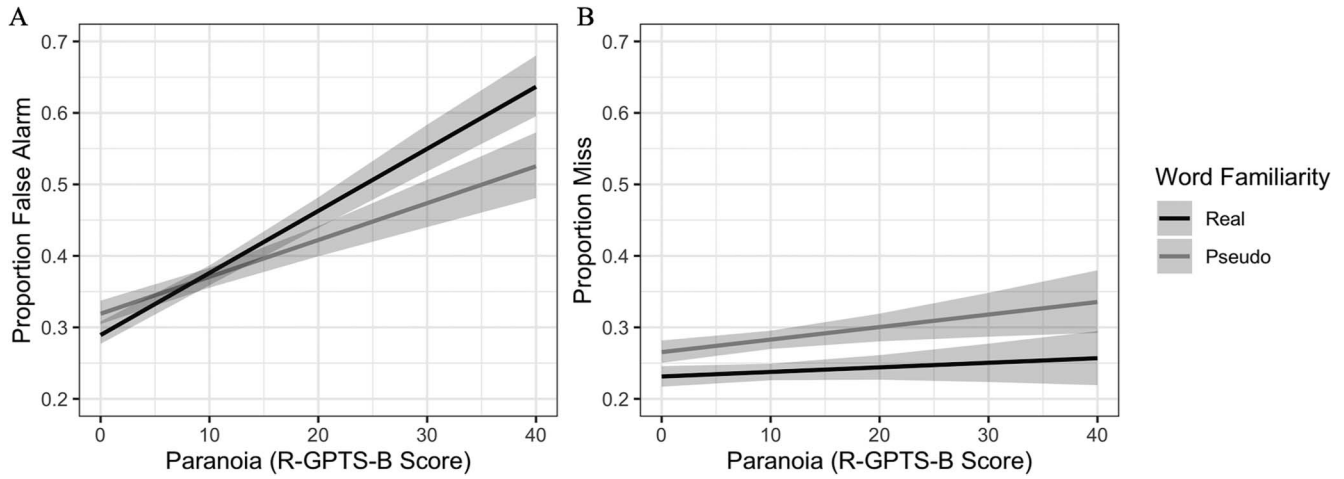 A
Proportion False Alarm
0.7
0.6
0.5
0.4
0.3
0.2
0 10 20 30 40
Paranoia (R-GPTS-B Score)
B
Proportion Miss
0.7
0.6
0.5
0.4
0.3
0.2
0 10 20 30 40
Paranoia (R-GPTS-B Score)
Word Familiarity
Real
Pseudo